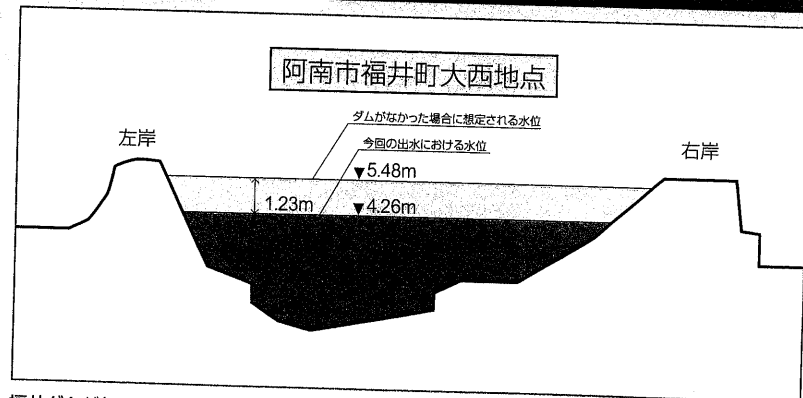 阿南市福井町大西地点
ダムがなかった場合に想定される水位
左岸
今回の出水における水位
右岸
▼5.48m
1.23m
▼4.26m